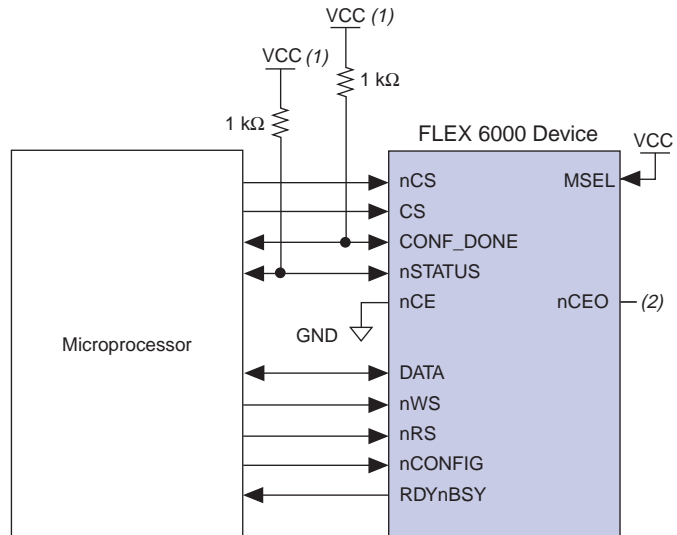 VCC (1)
VCC (1)
1 kΩ
1 kΩ
FLEX 6000 Device
VCC
nCS
MSEL
CS
CONF_DONE
nSTATUS
nCE
nCEO
(2)
GND
Microprocessor
DATA
nWS
nRS
nCONFIG
RDYnBSY